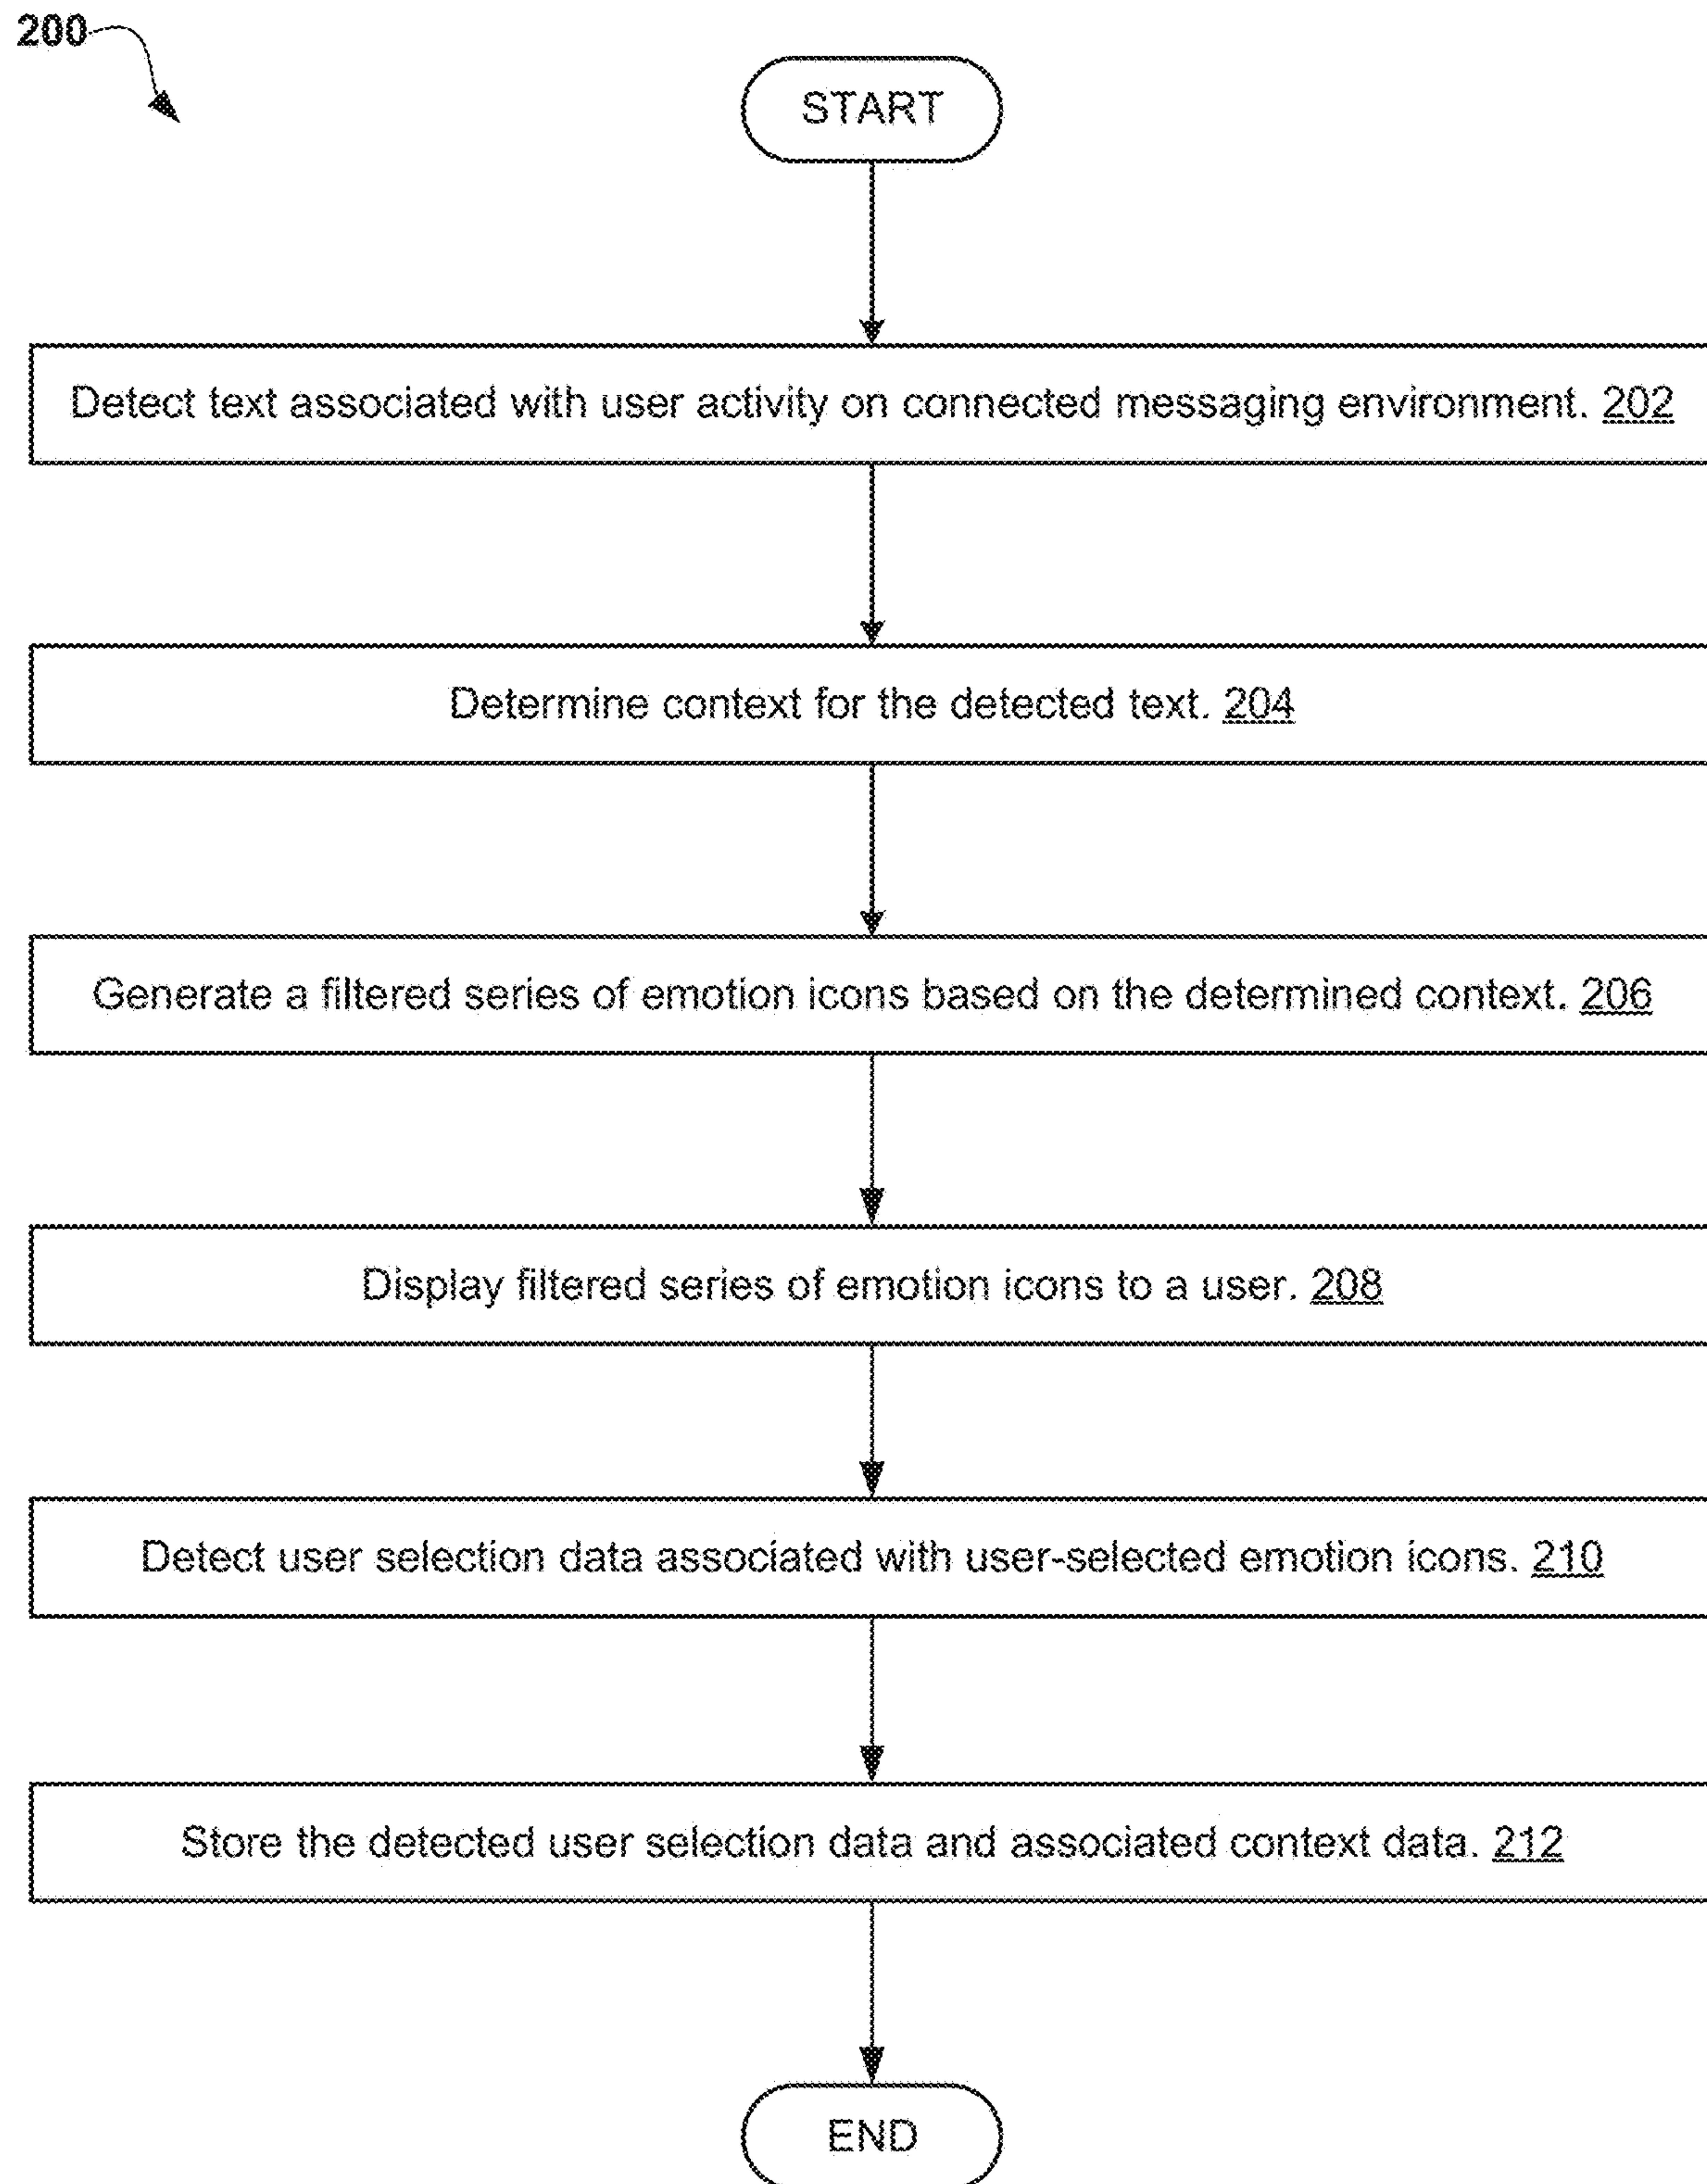 200
START
Detect text associated with user activity on connected messaging environment. 202
Determine context for the detected text. 204
Generate a filtered series of emotion icons based on the determined context. 206
Display filtered series of emotion icons to a user. 208
Detect user selection data associated with user-selected emotion icons. 210
Store the detected user selection data and associated context data. 212
END